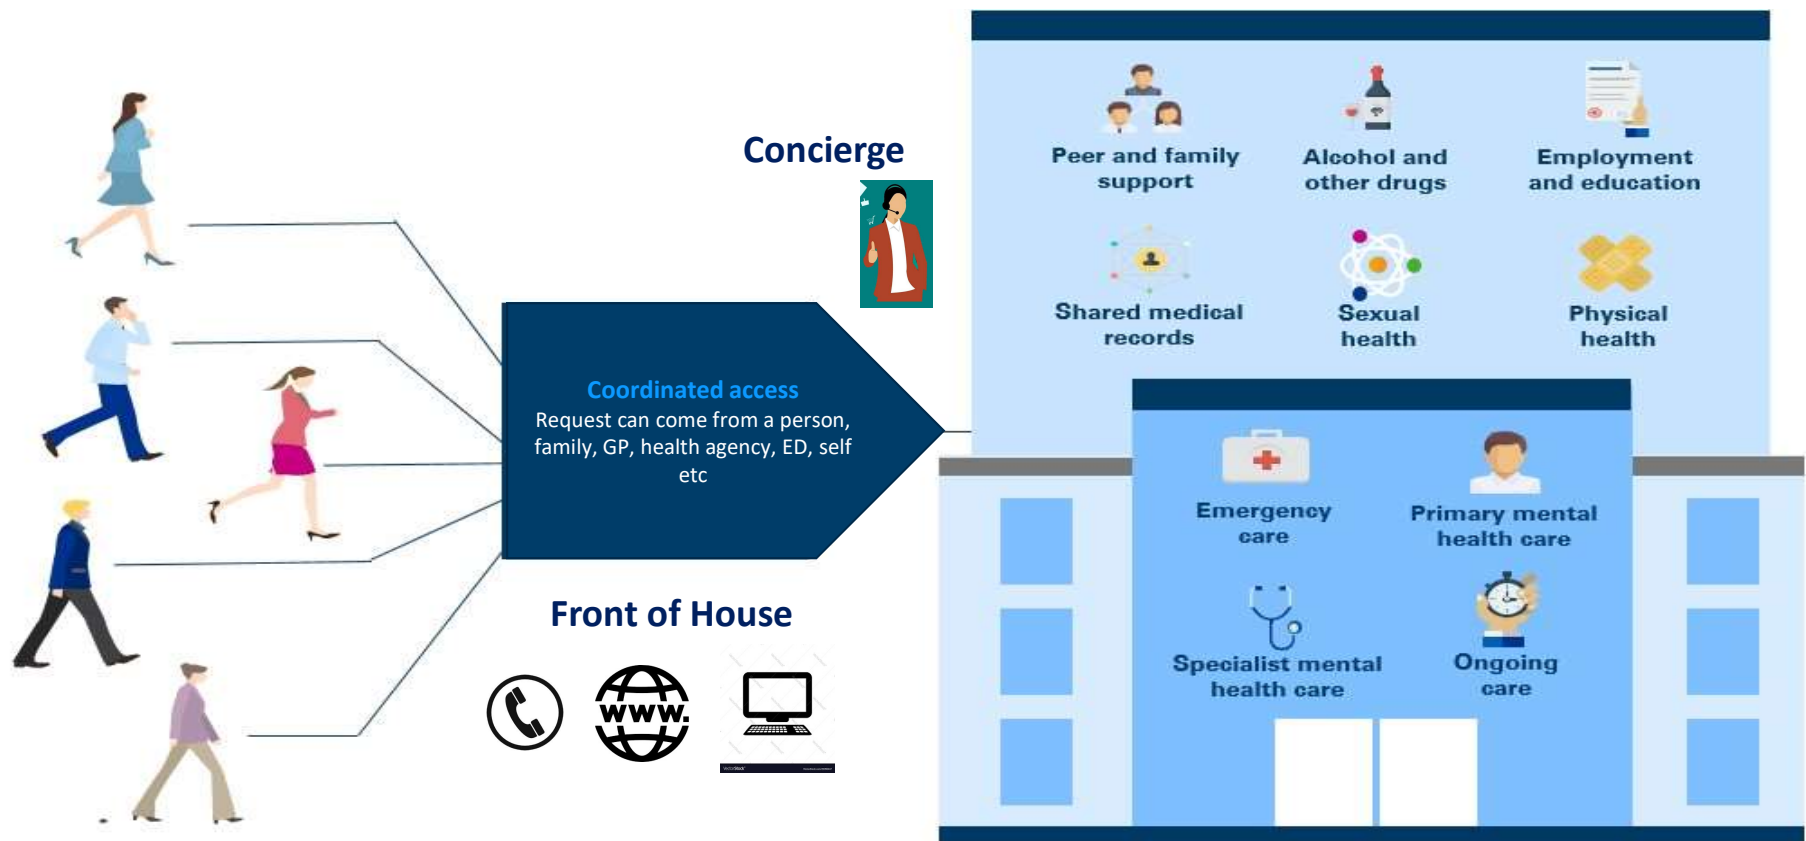 Concierge
Coordinated access
Request can come from a person,
family, GP, health agency, ED, self
etc
Front of House
www.
VectorStock
Peer and family
support
Alcohol and
other drugs
Employment
and education
Shared medical
records
Sexual
health
Physical
health
Emergency
care
Primary mental
health care
Specialist mental
health care
Ongoing
care